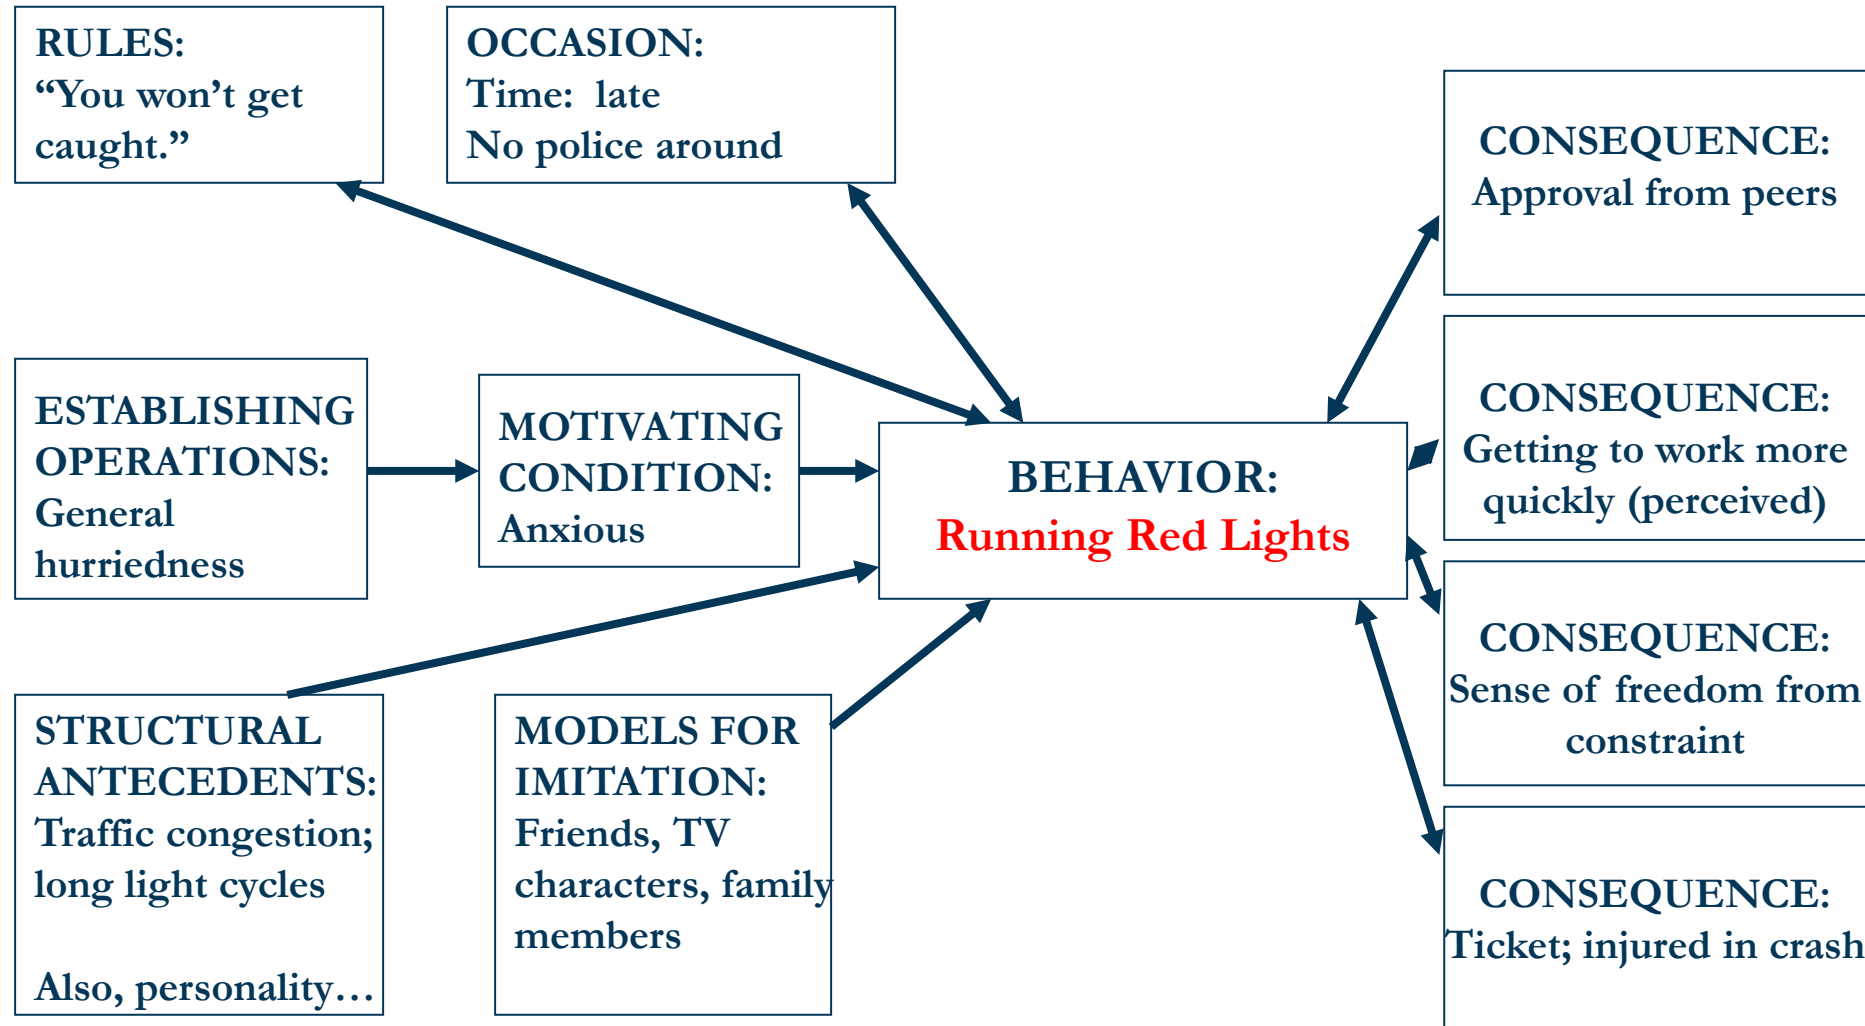 RULES:
“You won’t get
caught.”
OCCASION:
Time:  late
No police around
CONSEQUENCE:
Approval from peers
ESTABLISHING
OPERATIONS:
General
hurriedness
MOTIVATING
CONDITION:
Anxious
BEHAVIOR:
Running Red Lights
CONSEQUENCE:
Getting to work more
quickly (perceived)
CONSEQUENCE:
Sense of freedom from
constraint
STRUCTURAL
ANTECEDENTS:
Traffic congestion;
long light cycles
Also, personality…
MODELS FOR
IMITATION:
Friends, TV
characters, family
members
CONSEQUENCE:
Ticket; injured in crash